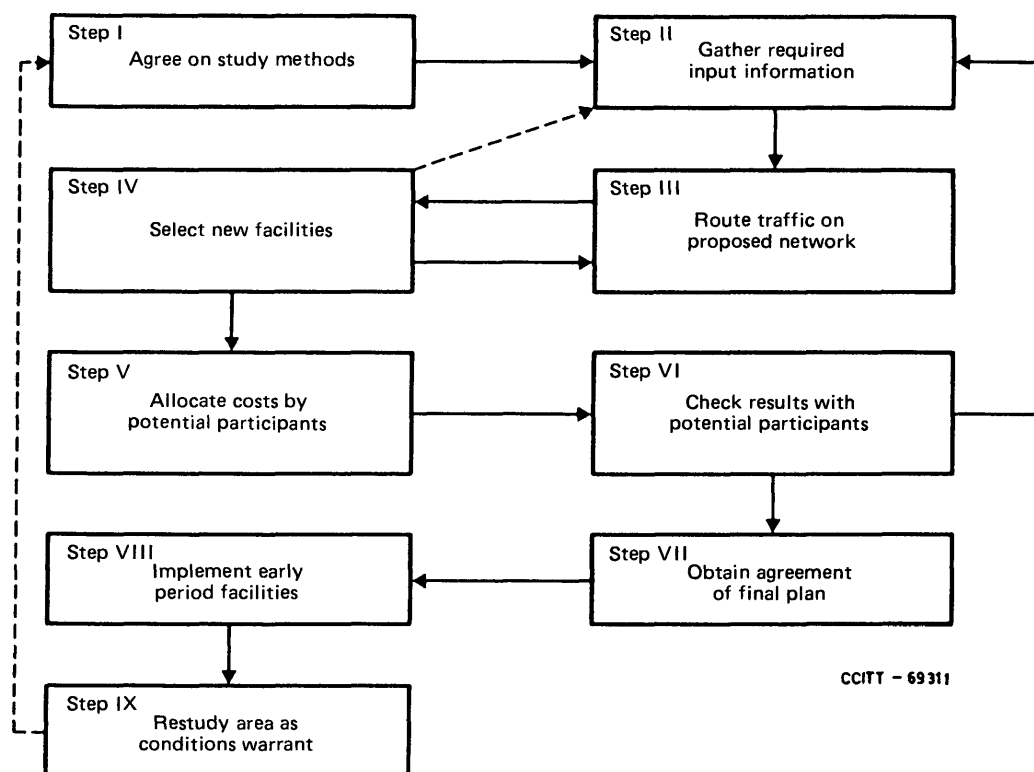 Step I
Agree on study methods
Step II
Gather required
input information
Step IV
Select new facilities
Step III
Route traffic on
proposed network
Step V
Allocate costs by
potential participants
Step VI
Check results with
potential participants
Step VIII
Implement early
period facilities
Step VII
Obtain agreement
of final plan
CCITT - 69311
Step IX
Restudy area as
conditions warrant